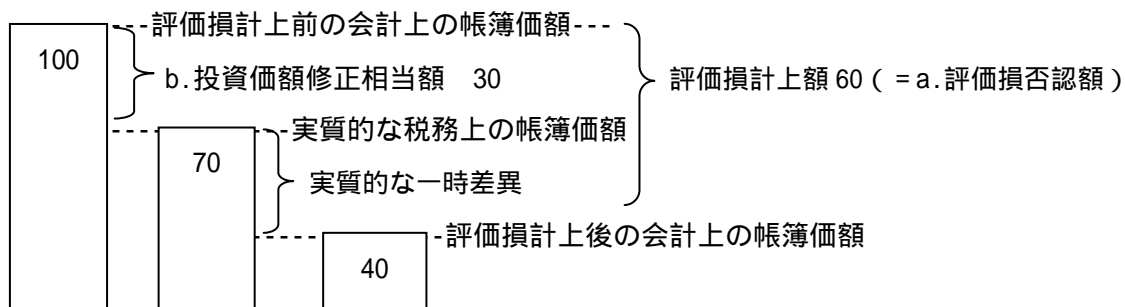 ---評価損計上前の会計上の帳簿価額---
100
b.投資価額修正相当額 30
評価損計上額 60（ =a.評価損否認額）
実質的な税務上の帳簿価額
70
実質的な一時差異
評価損計上後の会計上の帳簿価額
40